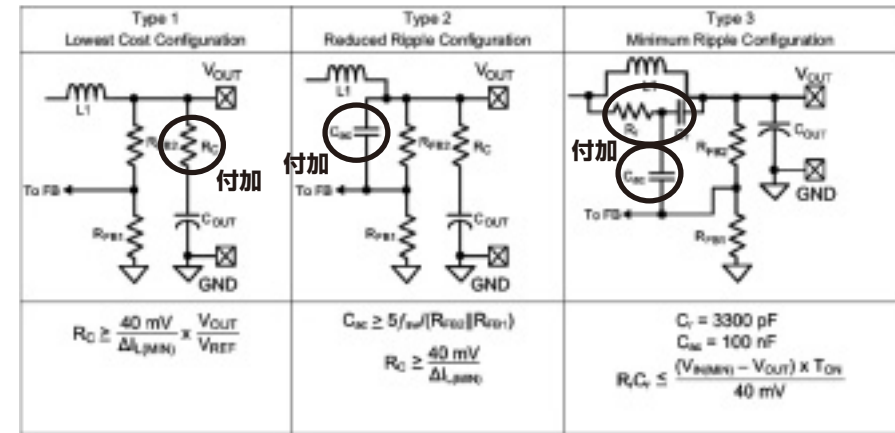 Type 1
Lowest Cost Configuration
VOUT
L1
RFB2
RC
付加
To FB
RFB1
COUT
GND
RC ≥ 40 mV / ΔIL(MIN) x VOUT / VREF
Type 2
Reduced Ripple Configuration
VOUT
L1
Cac
RFB2
RC
付加
To FB
RFB1
COUT
GND
Cac ≥ 5fsw/(RFB2||RFB1)
RC ≥ 40 mV / ΔIL(MIN)
Type 3
Minimum Ripple Configuration
VOUT
L1
Rr
Cr
COUT
RFB2
付加
Cac
GND
To FB
RFB1
Cr = 3300 pF
Cac = 100 nF
RrCr ≤ (VIN(MIN) – VOUT) x TON / 40 mV